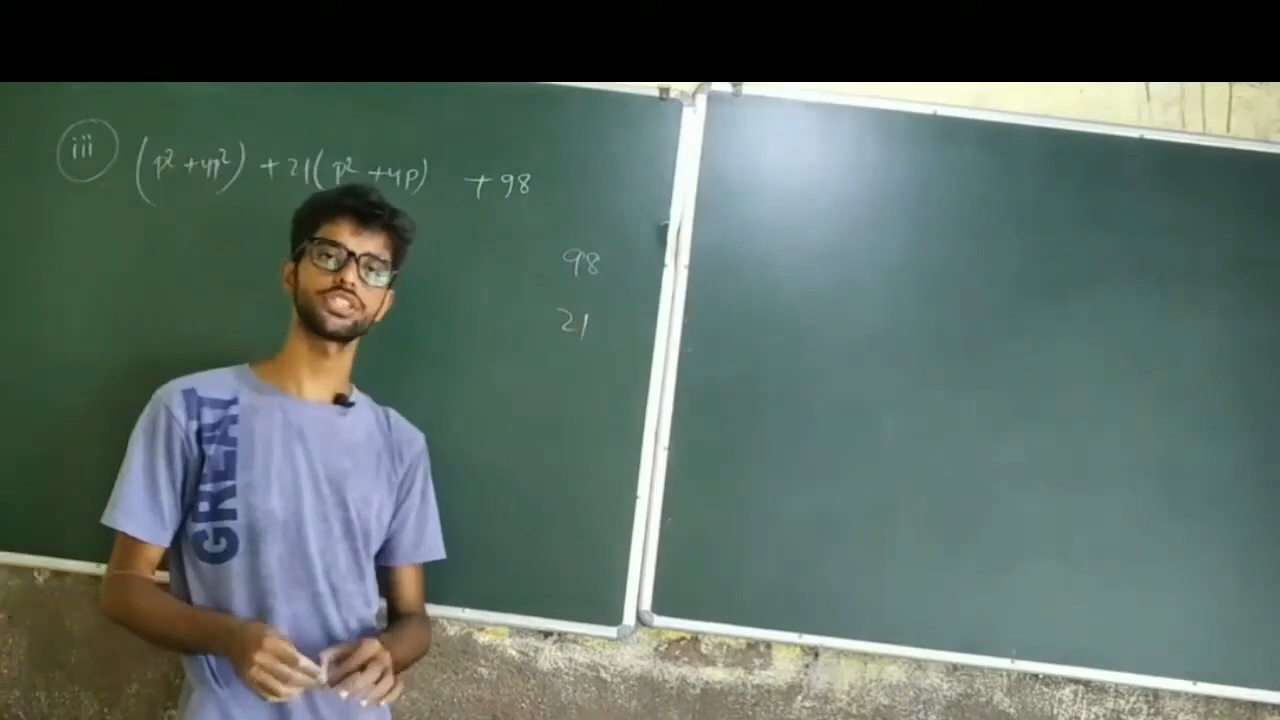 iii (p² + 4p²) + 21(p² + 4p) + 98
98
21
GREAT